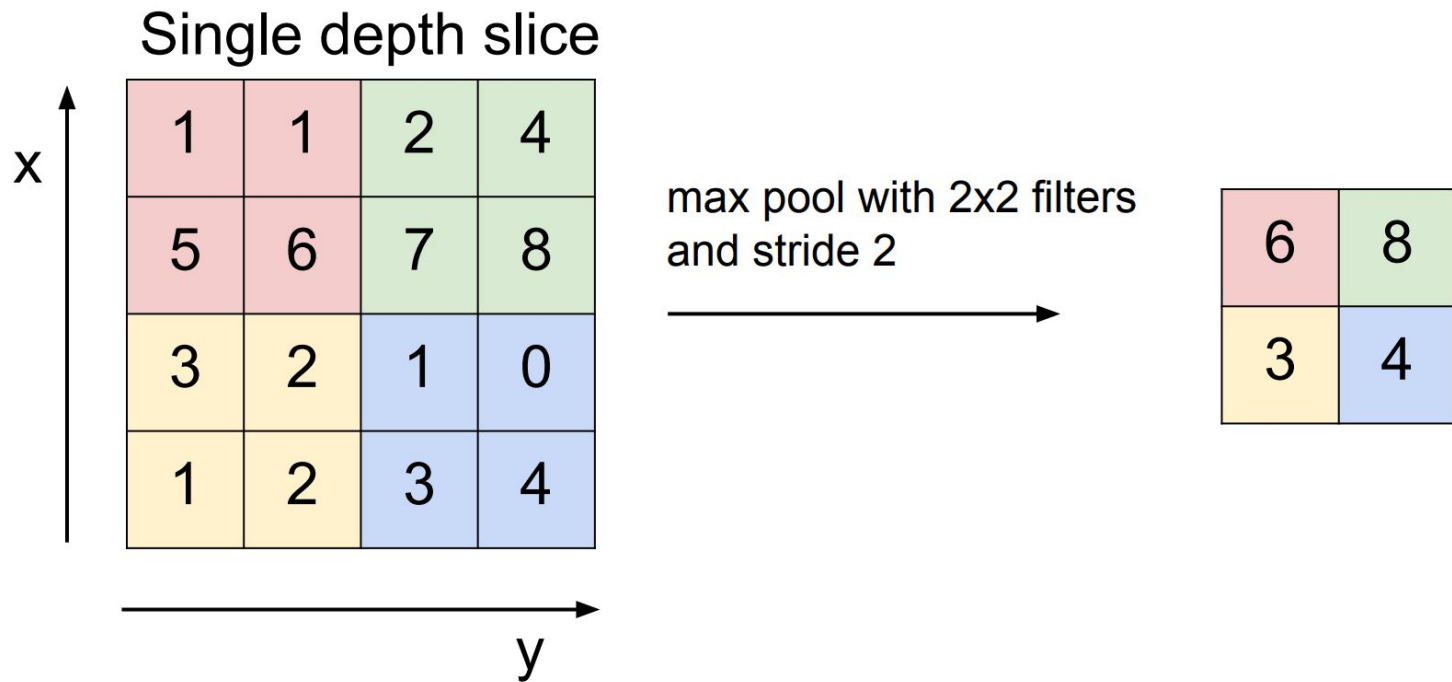 Single depth slice
x
1 1 2 4
5 6 7 8
3 2 1 0
1 2 3 4
y
max pool with 2x2 filters
and stride 2
6 8
3 4